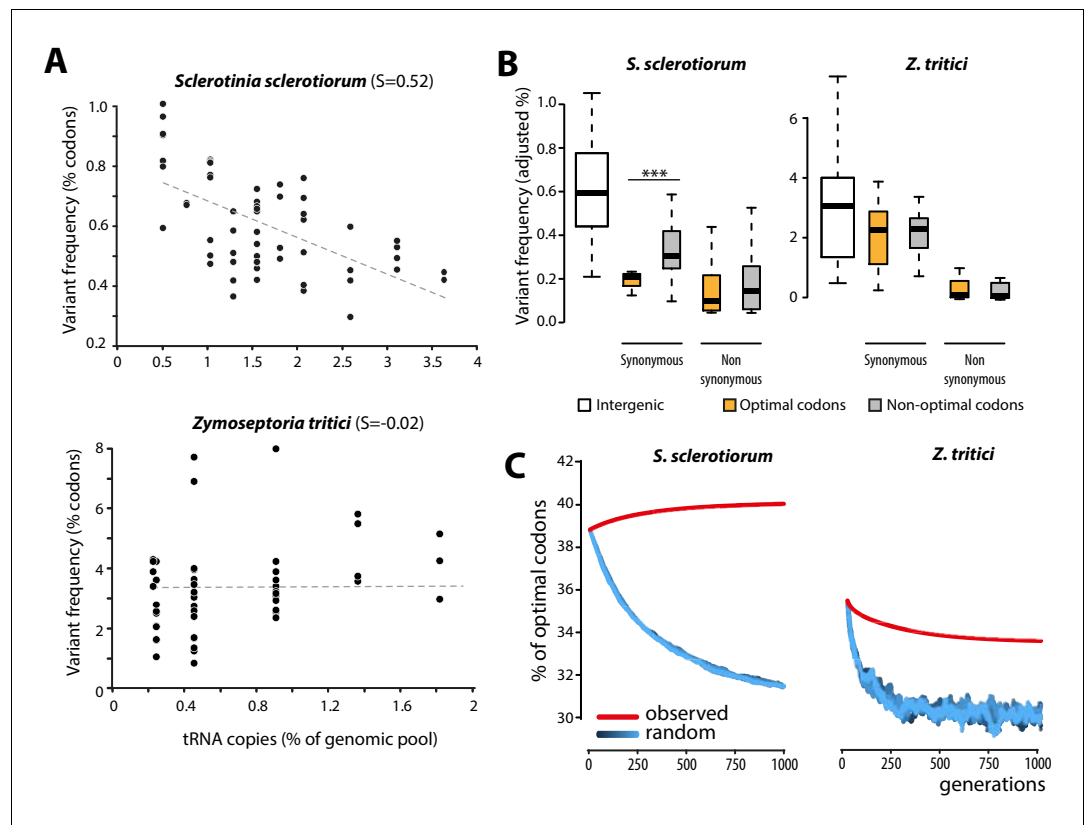 A
Sclerotinia sclerotiorum (S=0.52)
Variant frequency (% codons)
1.0
0.8
0.6
0.4
0.2
0 0.5 1 1.5 2 2.5 3 3.5 4
Zymoseptoria tritici (S=-0.02)
Variant frequency (% codons)
8
6
4
2
0
0 0.4 0.8 1.2 1.6 2
tRNA copies (% of genomic pool)
B
S. sclerotiorum
Z. tritici
Variant frequency (adjusted %)
1.0
0.8
0.6
0.4
0.2
0.0
***
6
4
2
0
Synonymous
Non
synonymous
Synonymous
Non
synonymous
Intergenic Optimal codons Non-optimal codons
C
S. sclerotiorum
Z. tritici
% of optimal codons
42
40
38
36
34
32
30
observed
random
0 250 500 750 1000
0 250 500 750 1000
generations